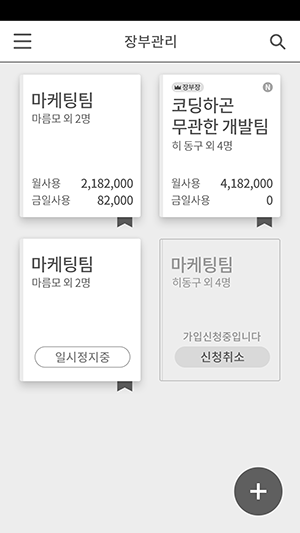 장부관리
마케팅팀
마름모 외 2명
월사용 2,182,000
금일사용 82,000
장부장 N
코딩하곤
무관한 개발팀
히 동구 외 4명
월사용 4,182,000
금일사용 0
마케팅팀
마름모 외 2명
일시정지중
마케팅팀
히동구 외 4명
가입신청중입니다
신청취소
+